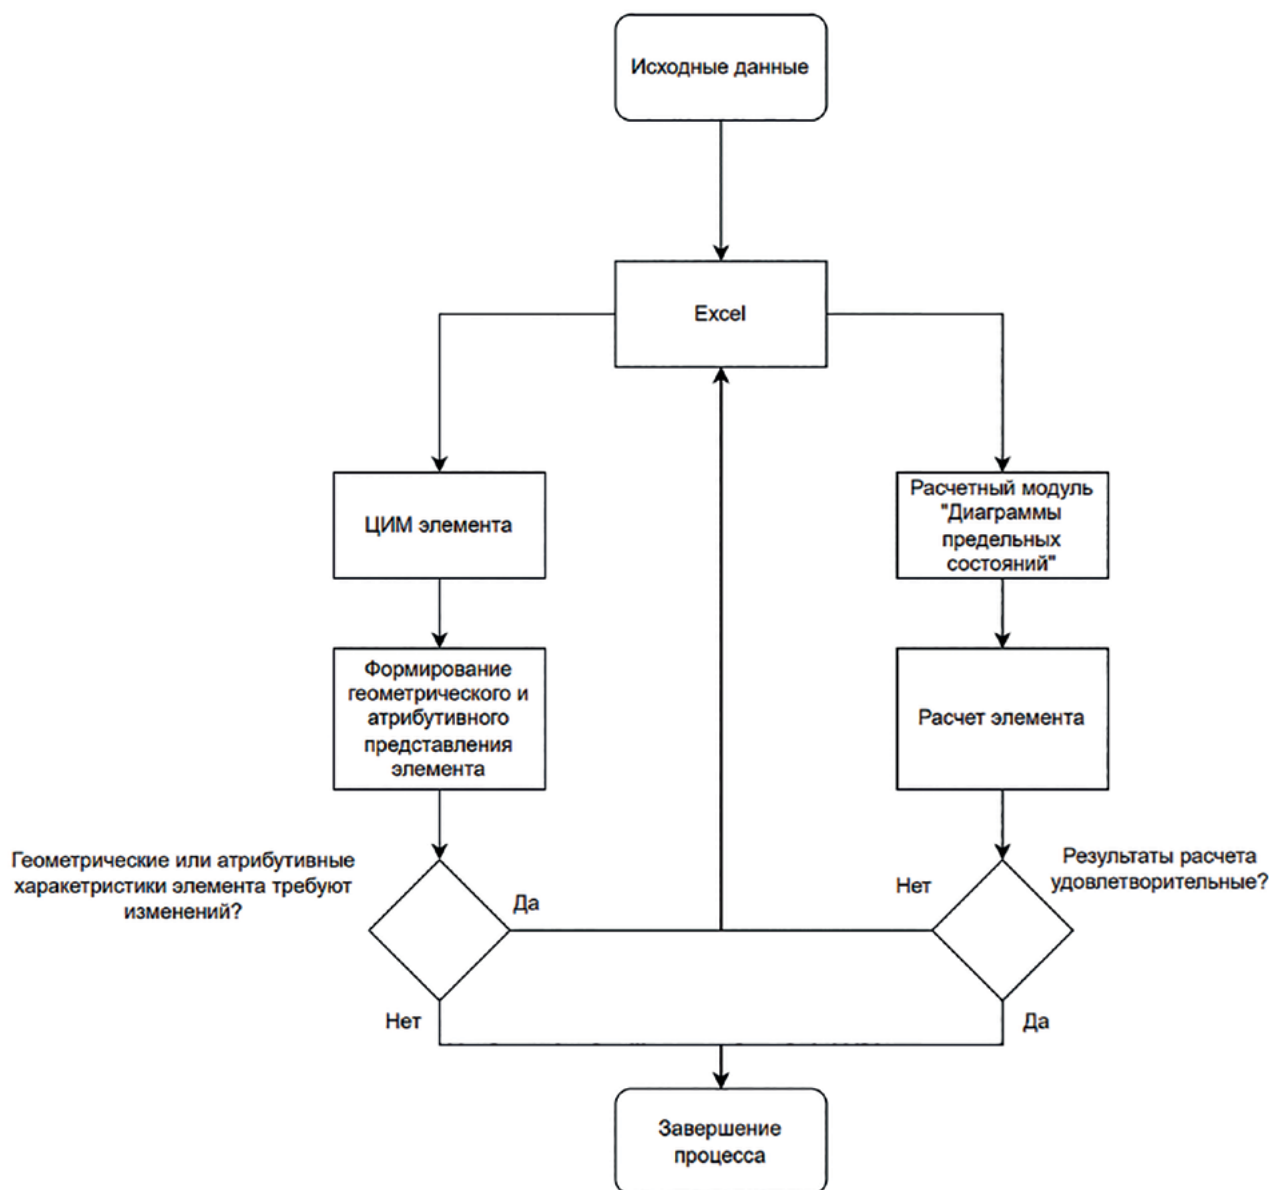 Исходные данные
Excel
ЦИМ элемента
Расчетный модуль
"Диаграммы
предельных
состояний"
Формирование
геометрического и
атрибутивного
представления
элемента
Расчет элемента
Геометрические или атрибутивные
характристики элемента требуют
изменений?
Да
Нет
Результаты расчета
удовлетворительные?
Нет
Да
Завершение
процесса